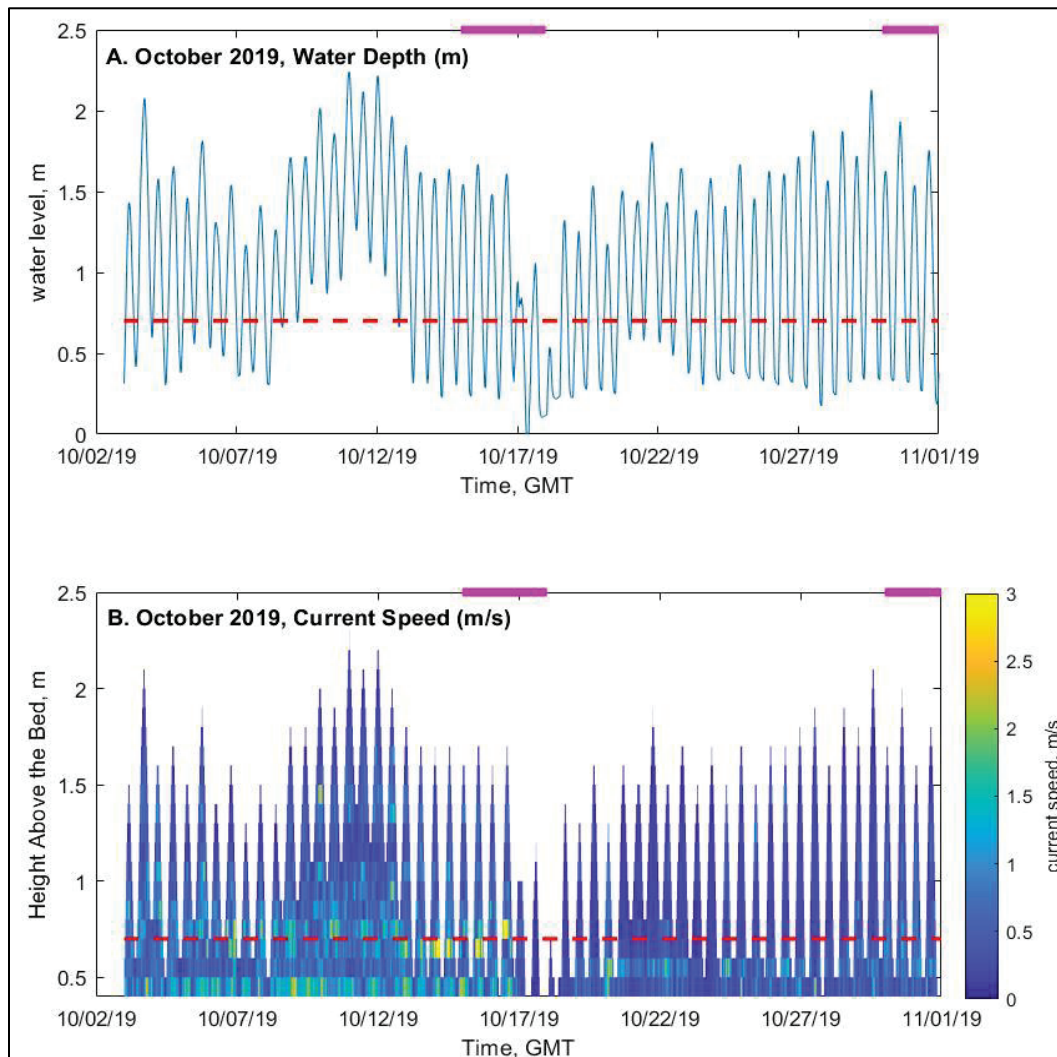 A. October 2019, Water Depth (m)
2.5
2
1.5
1
0.5
0
water level, m
10/02/19 10/07/19 10/12/19 10/17/19 10/22/19 10/27/19 11/01/19
Time, GMT
B. October 2019, Current Speed (m/s)
2.5
2
1.5
1
0.5
Height Above the Bed, m
10/02/19 10/07/19 10/12/19 10/17/19 10/22/19 10/27/19 11/01/19
Time, GMT
3
2.5
2
1.5
1
0.5
0
current speed, m/s